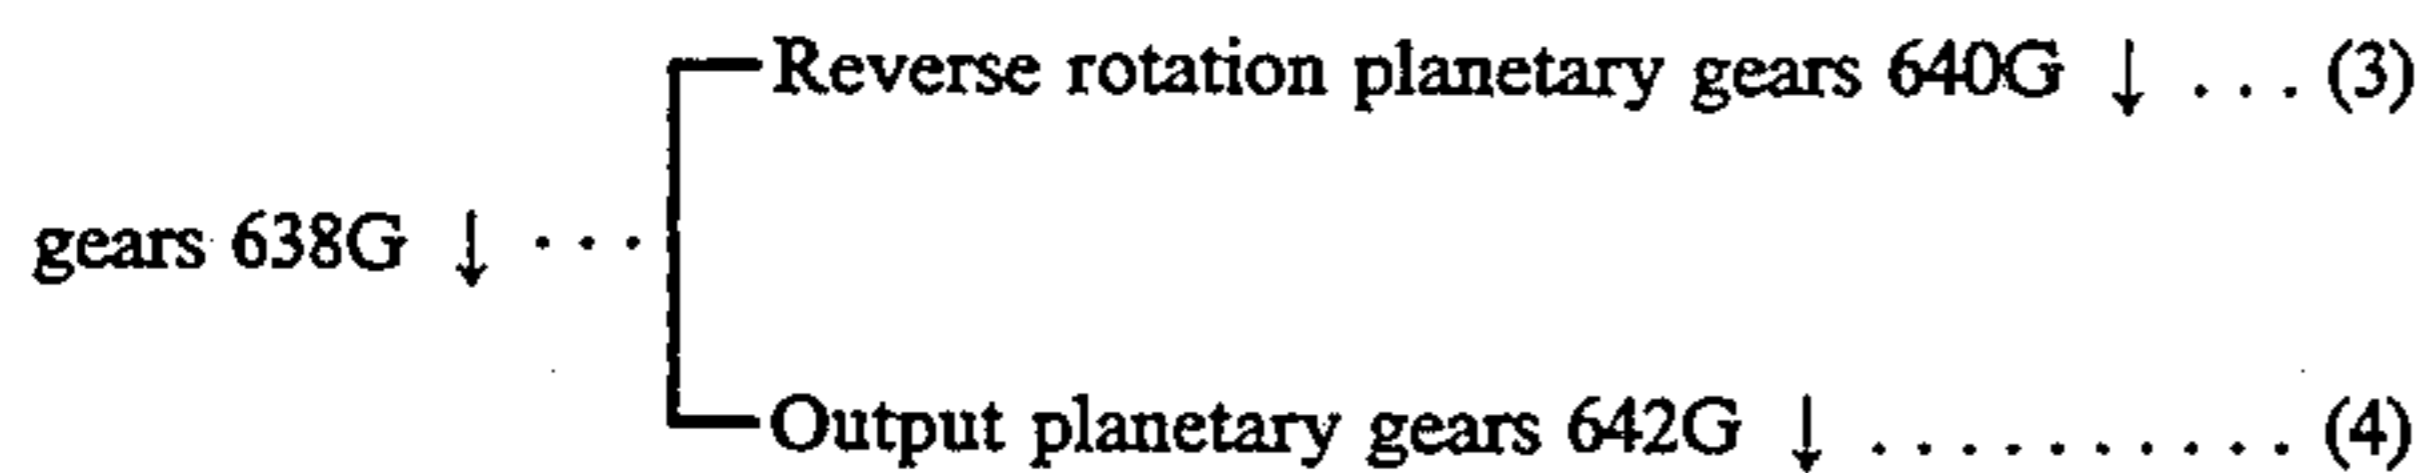 Reverse rotation planetary gears 640G ↓ . . . (3)
gears 638G ↓ . . .
Output planetary gears 642G ↓ . . . . . . . . . . (4)